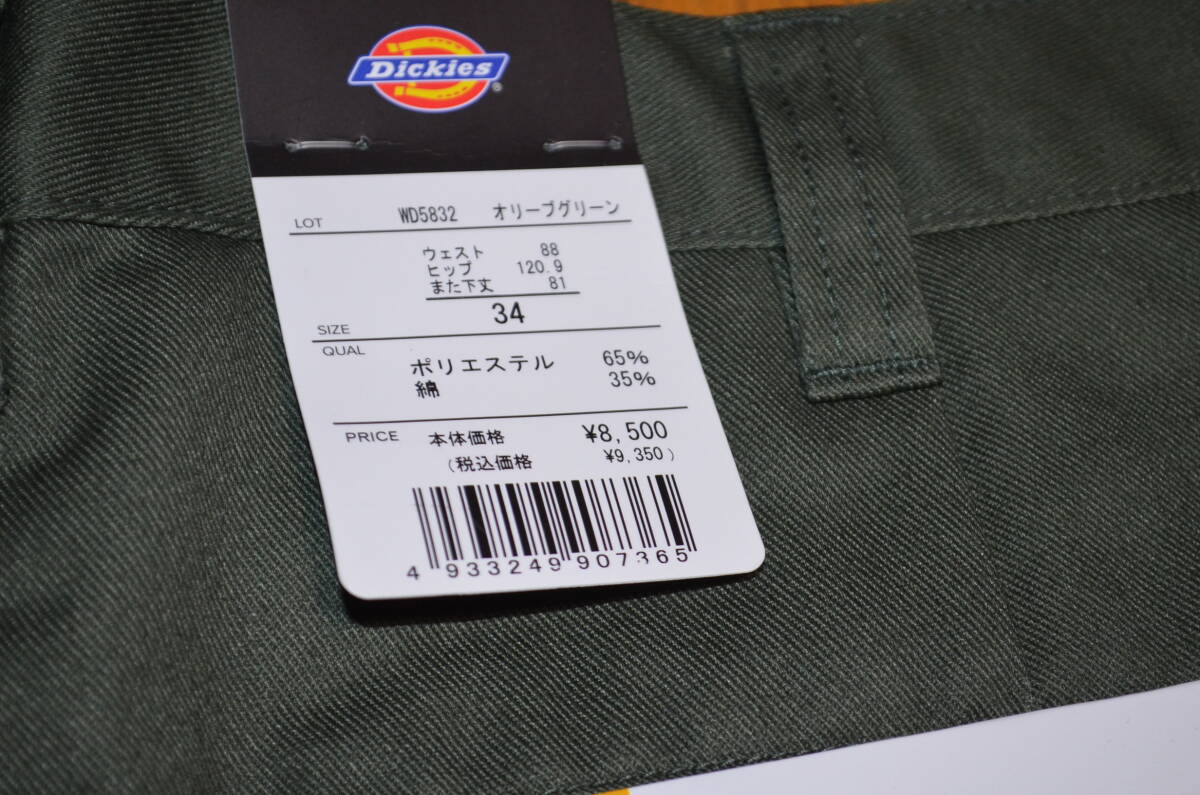 Dickies®
LOT WD5832 オリーブグリーン
ウェスト 88
ヒップ 120.9
また下丈 81
SIZE 34
QUAL ポリエステル 65%
綿 35%
PRICE 本体価格 ¥8,500
(税込価格 ¥9,350)
4 933249 907365